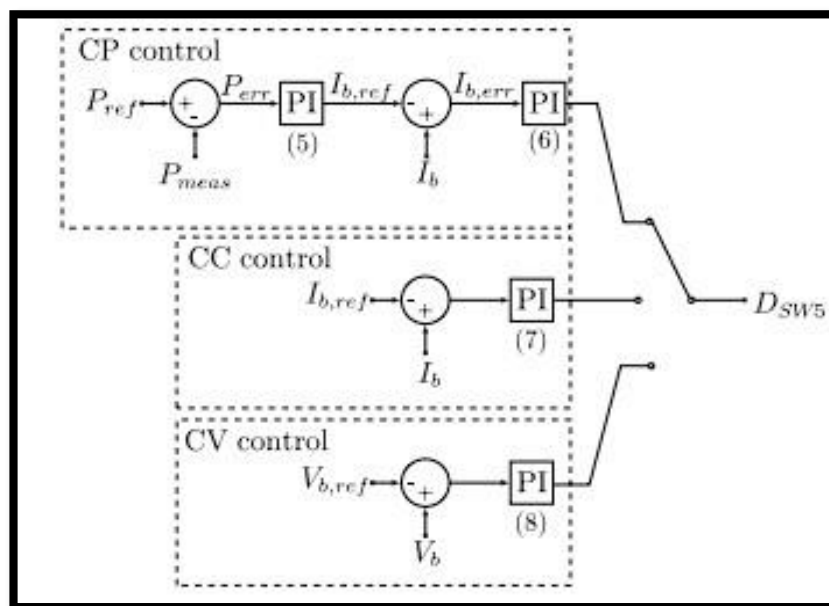 CP control
P_ref + - P_err PI I_b,ref - + I_b,err PI
(5) (6)
P_meas I_b
CC control
I_b,ref - + PI
(7)
I_b
D_SW5
CV control
V_b,ref - + PI
(8)
V_b